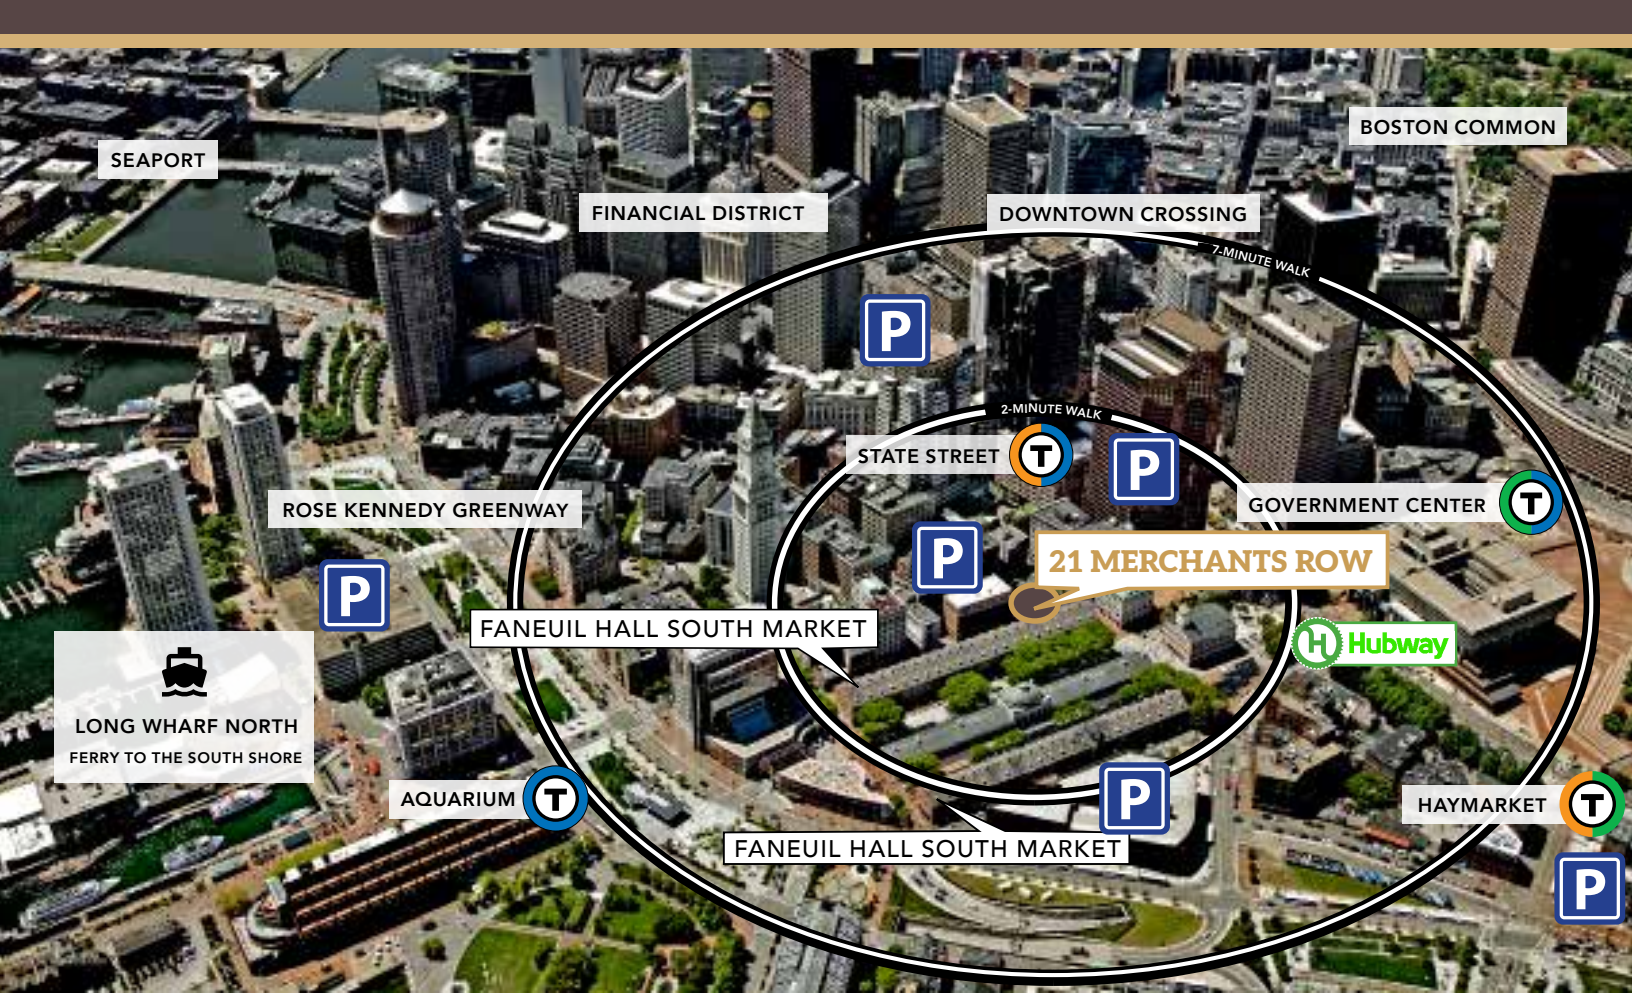 BOSTON COMMON
SEAPORT
FINANCIAL DISTRICT
DOWNTOWN CROSSING
7-MINUTE WALK
P
2-MINUTE WALK
STATE STREET T
P
GOVERNMENT CENTER T
P
21 MERCHANTS ROW
ROSE KENNEDY GREENWAY
P
FANEUIL HALL SOUTH MARKET
H Hubway
LONG WHARF NORTH
FERRY TO THE SOUTH SHORE
AQUARIUM T
P
HAYMARKET T
FANEUIL HALL SOUTH MARKET
P